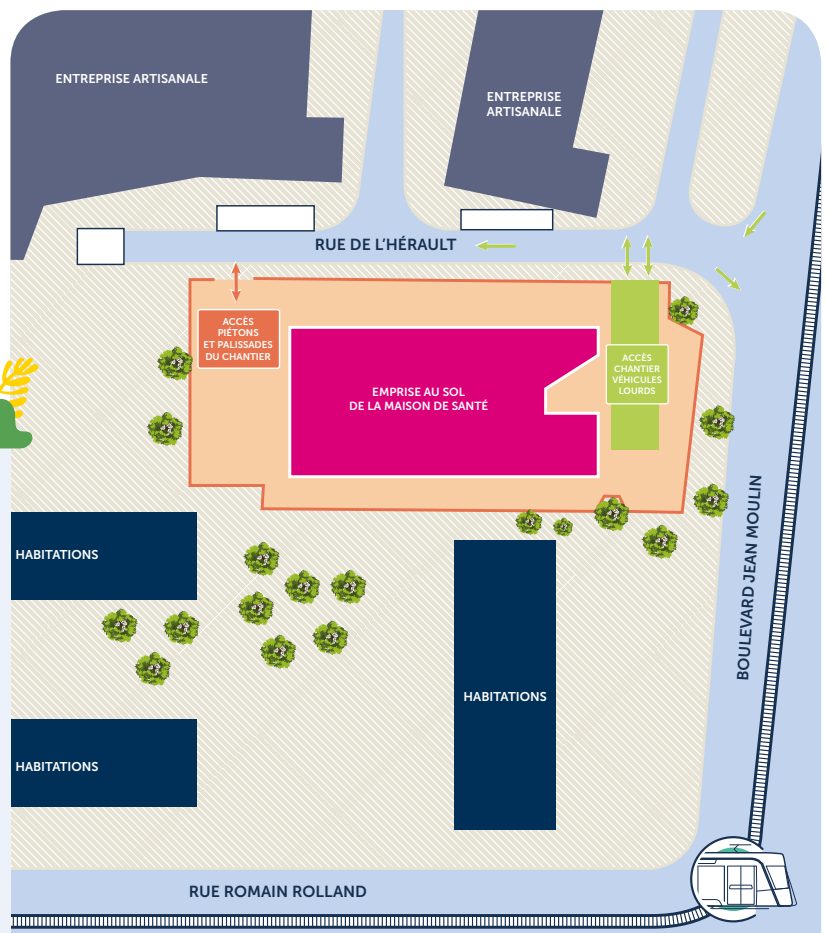 ENTREPRISE ARTISANALE
ENTREPRISE
ARTISANALE
RUE DE L'HÉRAULT
ACCÈS
PIÉTONS
ET PALISSADES
DU CHANTIER
EMPRISE AU SOL
DE LA MAISON DE SANTÉ
ACCÈS
CHANTIER
VÉHICULES
LOURDS
BOULEVARD JEAN MOULIN
HABITATIONS
HABITATIONS
HABITATIONS
RUE ROMAIN ROLLAND